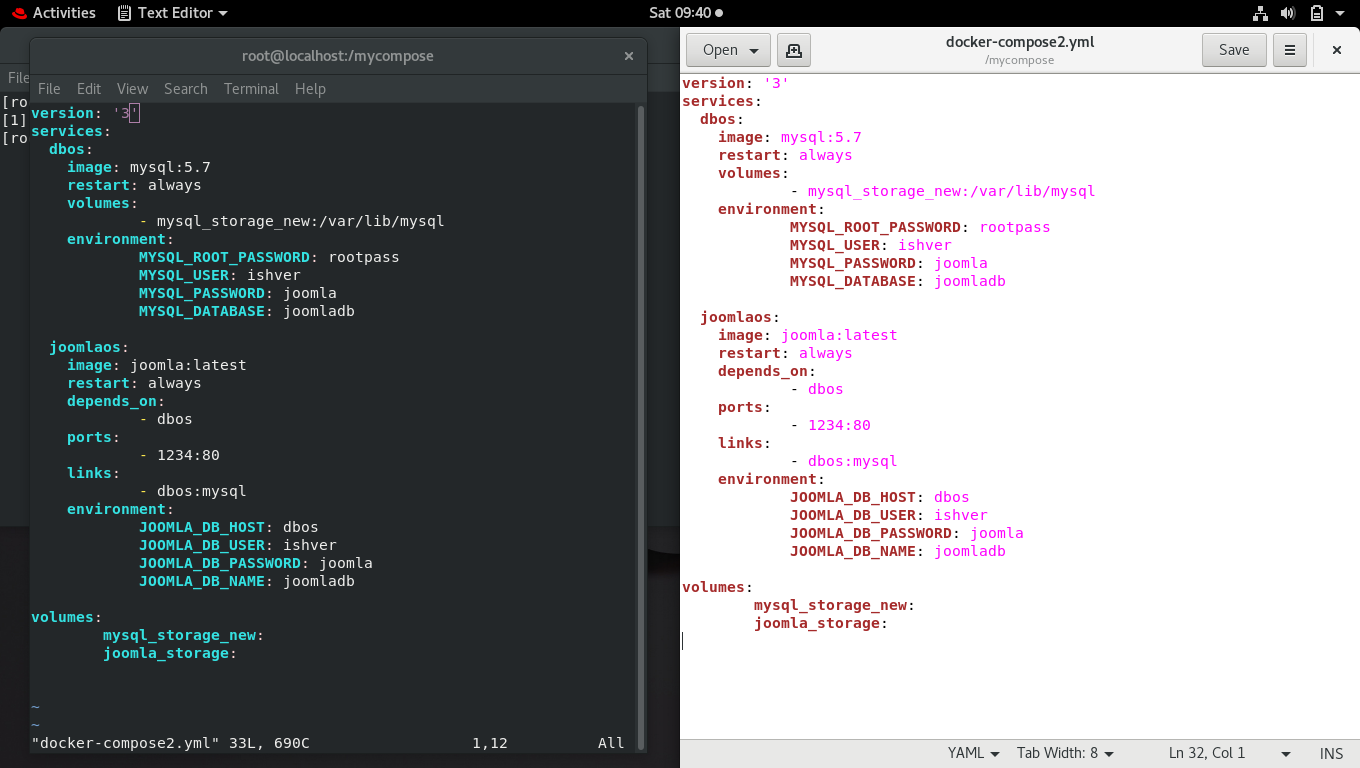 Activities Text Editor Sat 09:40
root@localhost:/mycompose
File Edit View Search Terminal Help
version: '3'
services:
  dbos:
    image: mysql:5.7
    restart: always
    volumes:
            - mysql_storage_new:/var/lib/mysql
    environment:
            MYSQL_ROOT_PASSWORD: rootpass
            MYSQL_USER: ishver
            MYSQL_PASSWORD: joomla
            MYSQL_DATABASE: joomladb
  joomlaos:
    image: joomla:latest
    restart: always
    depends_on:
            - dbos
    ports:
            - 1234:80
    links:
            - dbos:mysql
    environment:
            JOOMLA_DB_HOST: dbos
            JOOMLA_DB_USER: ishver
            JOOMLA_DB_PASSWORD: joomla
            JOOMLA_DB_NAME: joomladb
volumes:
        mysql_storage_new:
        joomla_storage:
~
~
"docker-compose2.yml" 33L, 690C 1,12 All
File
[ro
[1]
[ro
Open docker-compose2.yml Save
/mycompose
version: '3'
services:
  dbos:
    image: mysql:5.7
    restart: always
    volumes:
            - mysql_storage_new:/var/lib/mysql
    environment:
            MYSQL_ROOT_PASSWORD: rootpass
            MYSQL_USER: ishver
            MYSQL_PASSWORD: joomla
            MYSQL_DATABASE: joomladb
  joomlaos:
    image: joomla:latest
    restart: always
    depends_on:
            - dbos
    ports:
            - 1234:80
    links:
            - dbos:mysql
    environment:
            JOOMLA_DB_HOST: dbos
            JOOMLA_DB_USER: ishver
            JOOMLA_DB_PASSWORD: joomla
            JOOMLA_DB_NAME: joomladb
volumes:
        mysql_storage_new:
        joomla_storage:
YAML Tab Width: 8 Ln 32, Col 1 INS